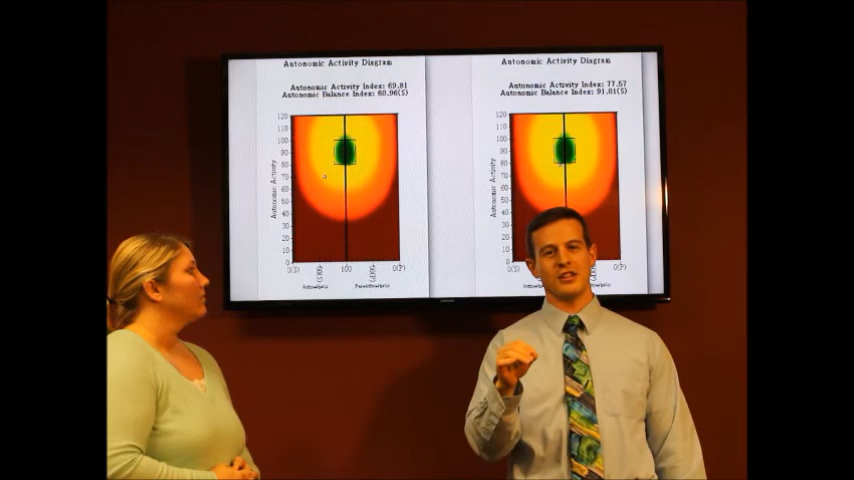 Autonomic Activity Diagram
Autonomic Activity Index: 69.81
Autonomic Balance Index: 60.96(S)
120
110
100
90
80
70
60
50
40
30
20
10
0
Autonomic Activity
0(S)
50(S)
100
50(P)
0(P)
Autonomic Activity Diagram
Autonomic Activity Index: 77.57
Autonomic Balance Index: 91.01(S)
120
110
100
90
80
70
60
50
40
30
20
10
0
Autonomic Activity
0(S)
0(P)